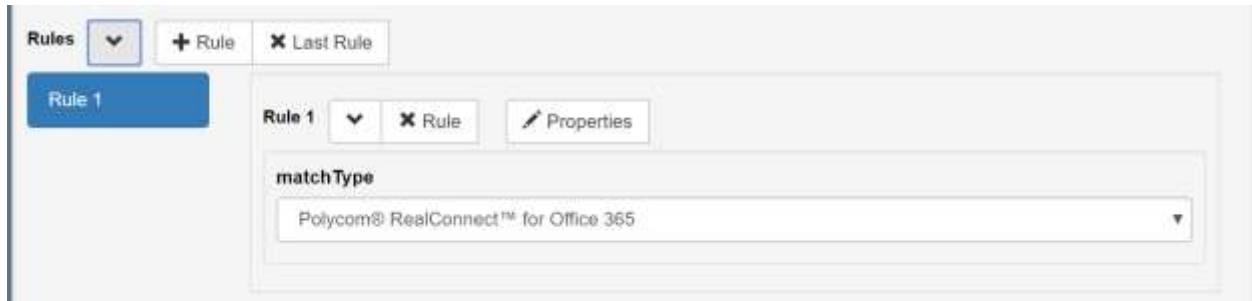 Rules + Rule ✖ Last Rule
Rule 1
Rule 1 ✖ Rule Properties
matchType
Polycom® RealConnect™ for Office 365